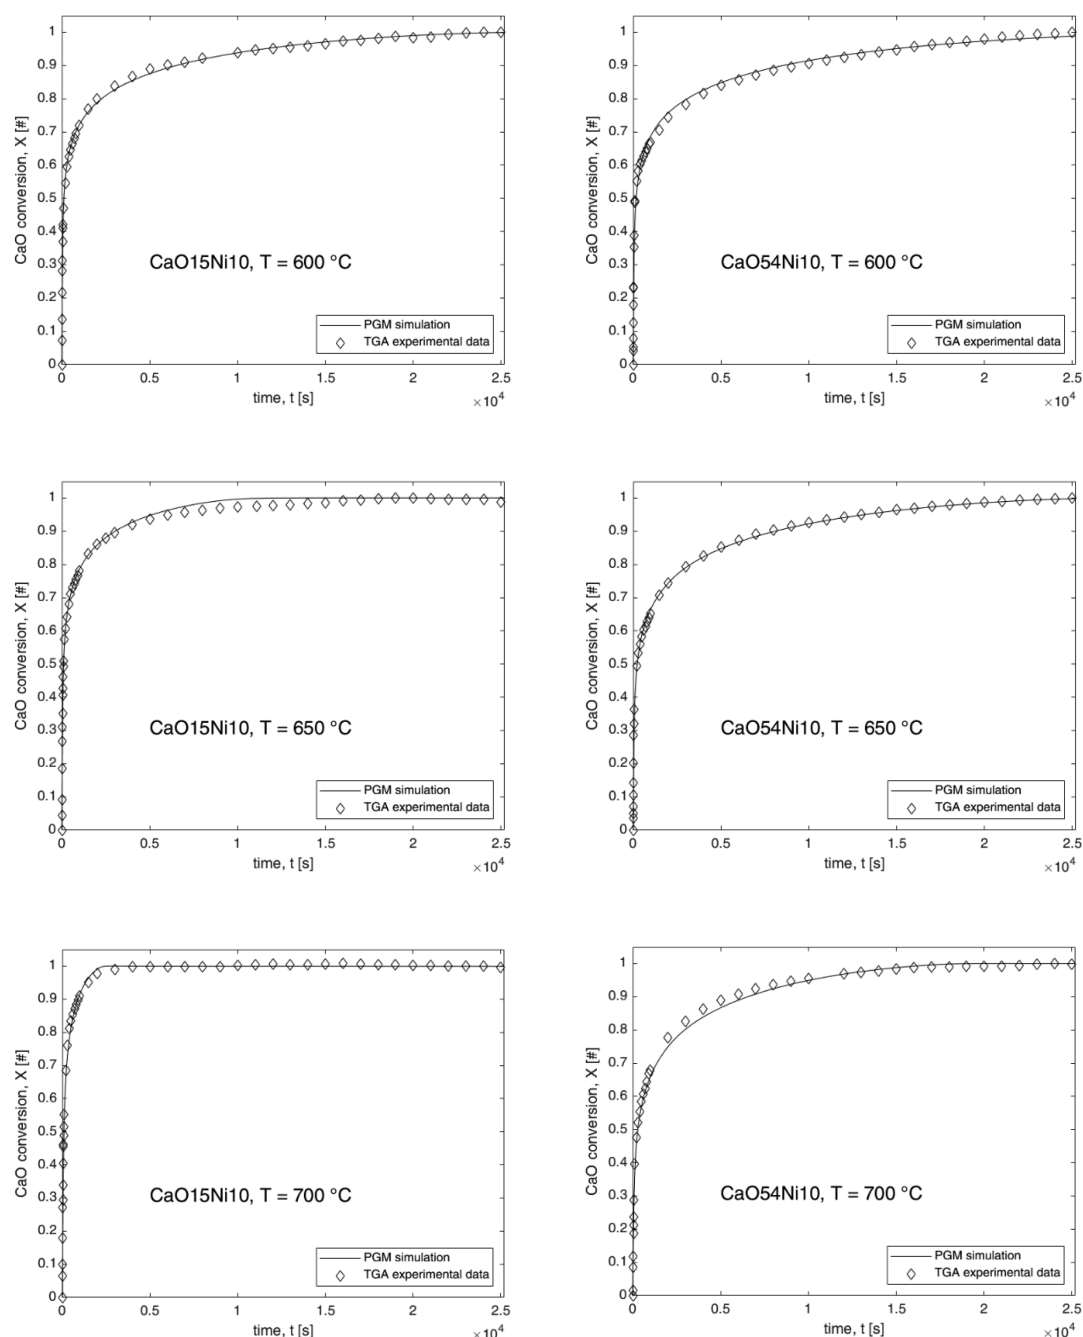 1
0.9
0.8
0.7
0.6
0.5
0.4
0.3
0.2
0.1
0
CaO conversion, X [#]
CaO15Ni10, T = 600 °C
PGM simulation
TGA experimental data
0 0.5 1 1.5 2 2.5
time, t [s]
×10⁴
1
0.9
0.8
0.7
0.6
0.5
0.4
0.3
0.2
0.1
0
CaO conversion, X [#]
CaO54Ni10, T = 600 °C
PGM simulation
TGA experimental data
0 0.5 1 1.5 2 2.5
time, t [s]
×10⁴
1
0.9
0.8
0.7
0.6
0.5
0.4
0.3
0.2
0.1
0
CaO conversion, X [#]
CaO15Ni10, T = 650 °C
PGM simulation
TGA experimental data
0 0.5 1 1.5 2 2.5
time, t [s]
×10⁴
1
0.9
0.8
0.7
0.6
0.5
0.4
0.3
0.2
0.1
0
CaO conversion, X [#]
CaO54Ni10, T = 650 °C
PGM simulation
TGA experimental data
0 0.5 1 1.5 2 2.5
time, t [s]
×10⁴
1
0.9
0.8
0.7
0.6
0.5
0.4
0.3
0.2
0.1
0
CaO conversion, X [#]
CaO15Ni10, T = 700 °C
PGM simulation
TGA experimental data
0 0.5 1 1.5 2 2.5
time, t [s]
×10⁴
1
0.9
0.8
0.7
0.6
0.5
0.4
0.3
0.2
0.1
0
CaO conversion, X [#]
CaO54Ni10, T = 700 °C
PGM simulation
TGA experimental data
0 0.5 1 1.5 2 2.5
time, t [s]
×10⁴